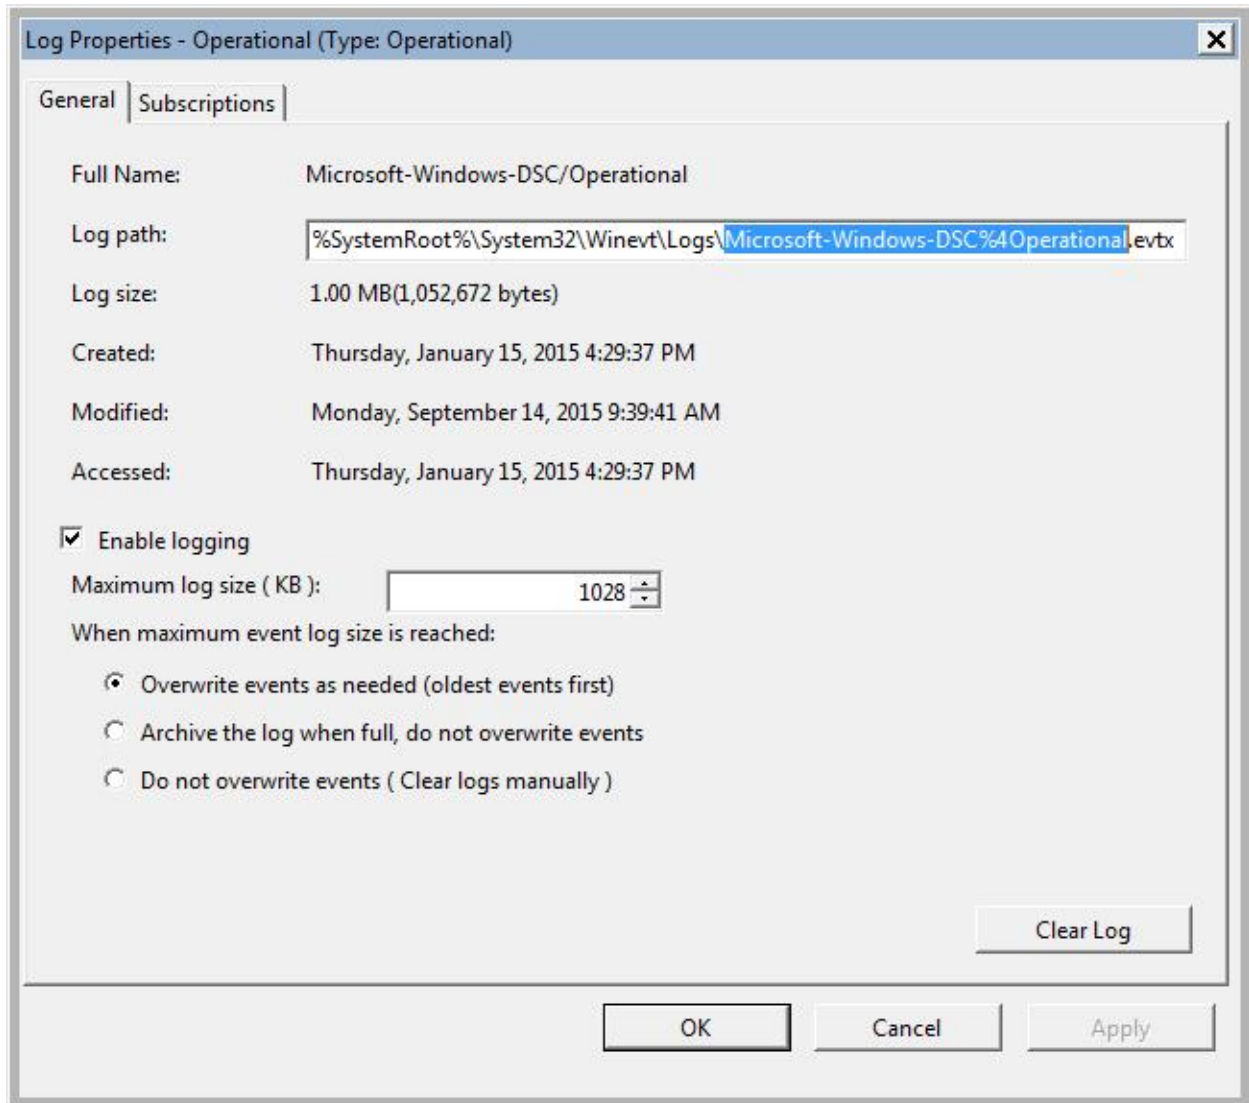 Log Properties - Operational (Type: Operational)
General Subscriptions
Full Name: Microsoft-Windows-DSC/Operational
Log path: %SystemRoot%\System32\Winevt\Logs\Microsoft-Windows-DSC%4Operational.evtx
Log size: 1.00 MB(1,052,672 bytes)
Created: Thursday, January 15, 2015 4:29:37 PM
Modified: Monday, September 14, 2015 9:39:41 AM
Accessed: Thursday, January 15, 2015 4:29:37 PM
Enable logging
Maximum log size ( KB ): 1028
When maximum event log size is reached:
Overwrite events as needed (oldest events first)
Archive the log when full, do not overwrite events
Do not overwrite events ( Clear logs manually )
Clear Log
OK Cancel Apply